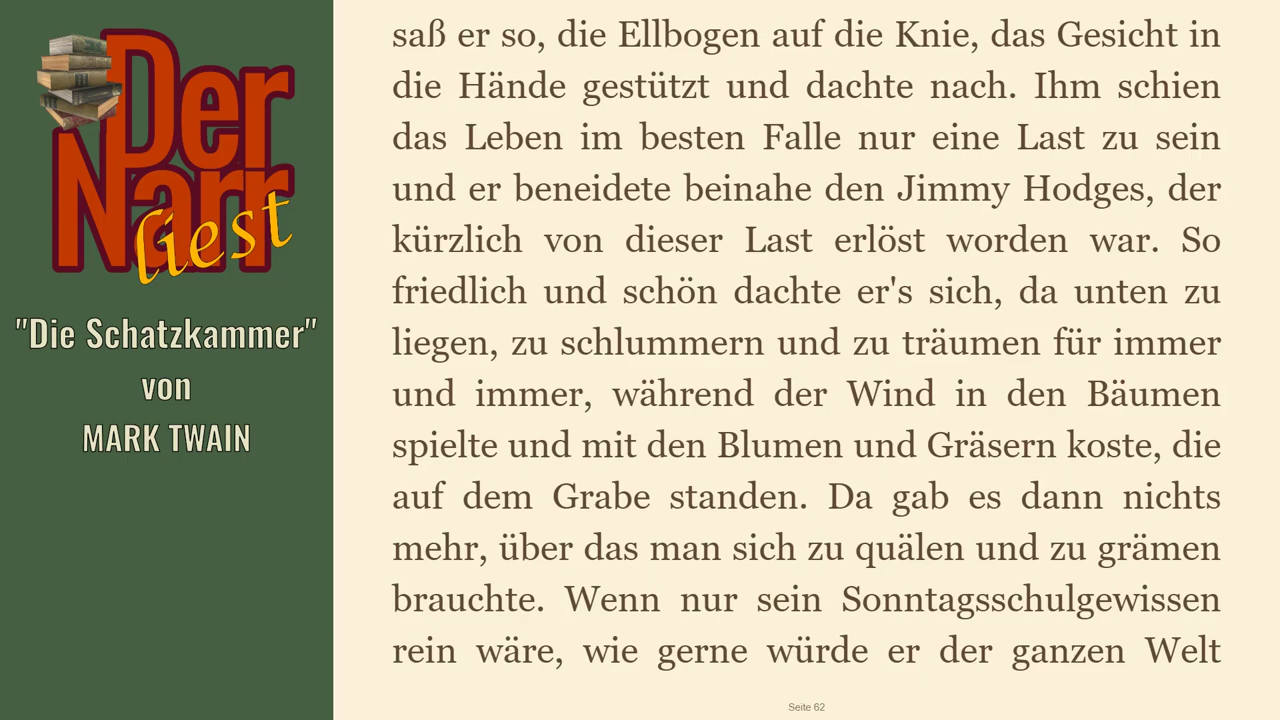 Der
Narr
liest
"Die Schatzkammer"
von
MARK TWAIN
saß er so, die Ellbogen auf die Knie, das Gesicht in
die Hände gestützt und dachte nach. Ihm schien
das Leben im besten Falle nur eine Last zu sein
und er beneidete beinahe den Jimmy Hodges, der
kürzlich von dieser Last erlöst worden war. So
friedlich und schön dachte er's sich, da unten zu
liegen, zu schlummern und zu träumen für immer
und immer, während der Wind in den Bäumen
spielte und mit den Blumen und Gräsern koste, die
auf dem Grabe standen. Da gab es dann nichts
mehr, über das man sich zu quälen und zu grämen
brauchte. Wenn nur sein Sonntagsschulgewissen
rein wäre, wie gerne würde er der ganzen Welt
Seite 62